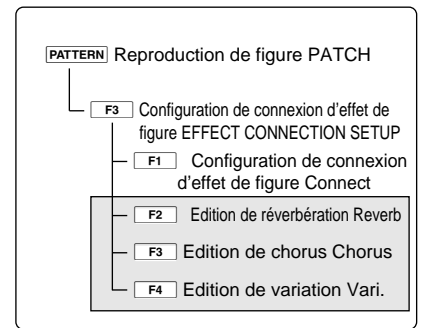 PATTERN Reproduction de figure PATCH
F3 Configuration de connexion d'effet de
figure EFFECT CONNECTION SETUP
F1 Configuration de connexion
d'effet de figure Connect
F2 Edition de réverbération Reverb
F3 Edition de chorus Chorus
F4 Edition de variation Vari.